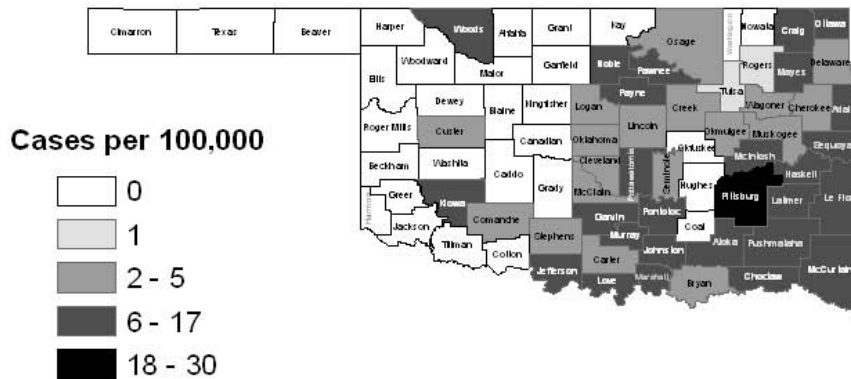 Cimarron Texas Beaver Harper Woods Alfalfa Grant Kay Nowata Craig Ottawa
Washington
Osage
Woodward Major Garfield Noble Pawnee Rogers Mayes Delaware
Ellis
Tulsa
Dewey Blaine Kingfisher Logan Payne Creek Wagoner Cherokee Adair
Roger Mills Custer Canadian Oklahoma Lincoln Okmulgee Muskogee
Okfuskee Sequoya
Cases per 100,000
Beckham Washita Caddo Cleveland Pottawatomie Seminole McIntosh Haskell
0
Greer Kiowa Grady McClain Hughes Pittsburg Latimer Le Flo
Harmon
1
Jackson Comanche Garvin Pontotoc Coal
Tillman Cotton Stephens Murray Johnston Atoka Pushmataha
2 - 5
Jefferson Carter Love Marshall Bryan Choctaw McCurtain
6 - 17
18 - 30